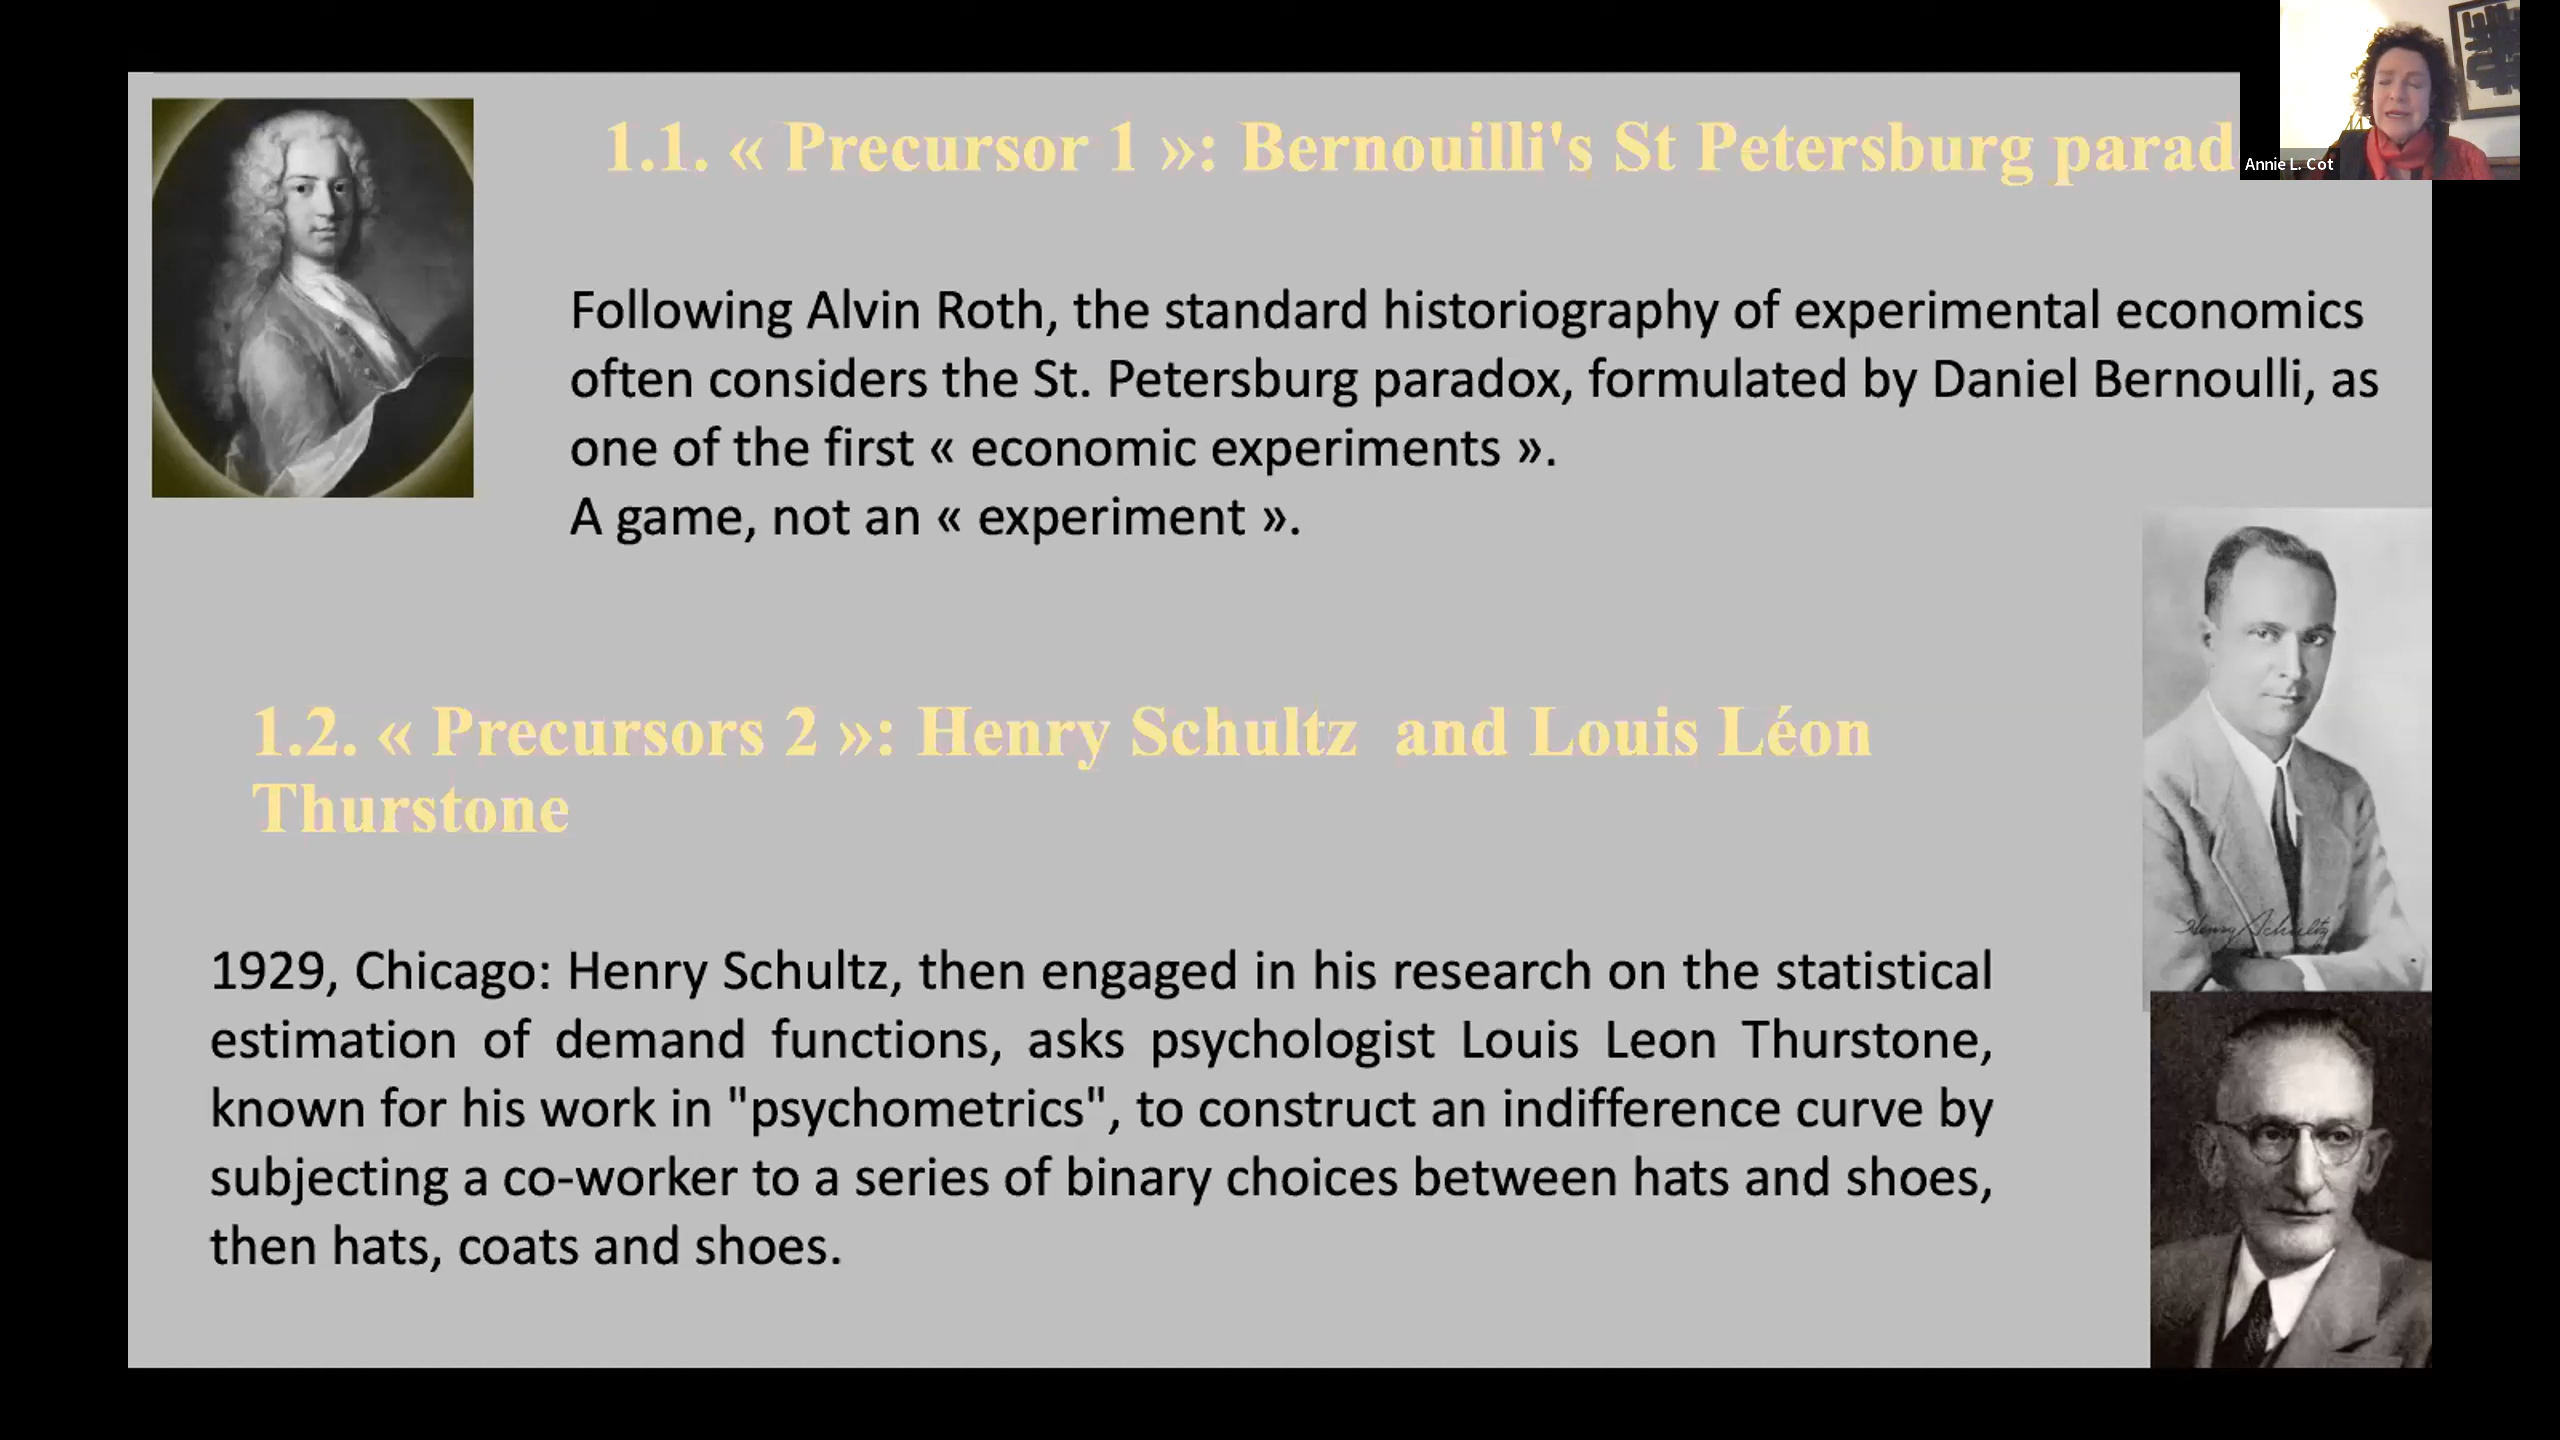 1.1. « Precursor 1 »: Bernouilli's St Petersburg parad
Annie L. Cot
Following Alvin Roth, the standard historiography of experimental economics
often considers the St. Petersburg paradox, formulated by Daniel Bernoulli, as
one of the first « economic experiments ».
A game, not an « experiment ».
1.2. « Precursors 2 »: Henry Schultz  and Louis Léon
Thurstone
Henry Schultz
1929, Chicago: Henry Schultz, then engaged in his research on the statistical
estimation of demand functions, asks psychologist Louis Leon Thurstone,
known for his work in "psychometrics", to construct an indifference curve by
subjecting a co-worker to a series of binary choices between hats and shoes,
then hats, coats and shoes.